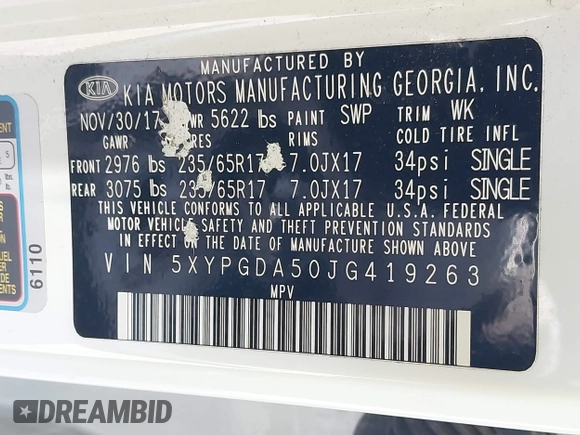 MANUFACTURED BY
KIA KIA MOTORS MANUFACTURING GEORGIA, INC.
NOV/30/17 5622 lbs PAINT SWP TRIM WK
GAWR RIMS COLD TIRE INFL
FRONT 2976 lbs 235/65R17 7.0JX17 34psi SINGLE
REAR 3075 lbs 235/65R17 7.0JX17 34psi SINGLE
THIS VEHICLE CONFORMS TO ALL APPLICABLE U.S.A. FEDERAL
MOTOR VEHICLE SAFETY AND THEFT PREVENTION STANDARDS
IN EFFECT ON THE DATE OF MANUFACTURE SHOWN ABOVE.
VIN 5XYPGDA50JG419263
MPV
6110
DREAMBID